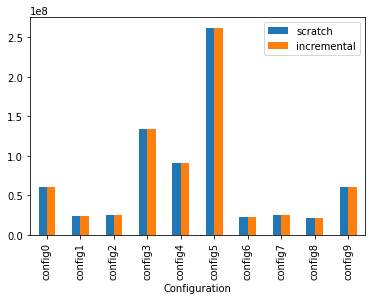 1e8
2.5
2.0
1.5
1.0
0.5
0.0
scratch
incremental
config0
config1
config2
config3
config4
config5
config6
config7
config8
config9
Configuration